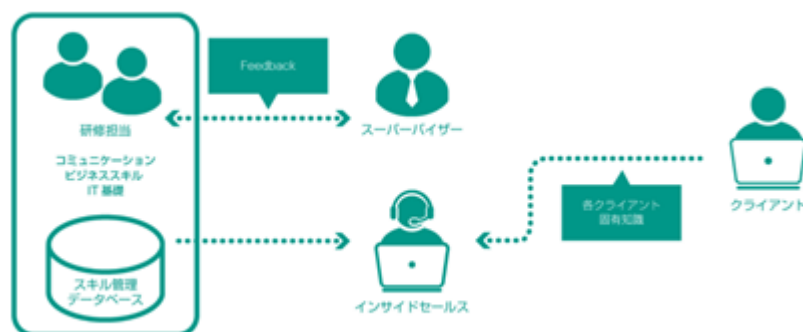 Feedback
研修担当
スーパーバイザー
コミュニケーション
ビジネススキル
IT 基礎
各クライアント
固有知識
クライアント
スキル管理
データベース
インサイドセールス